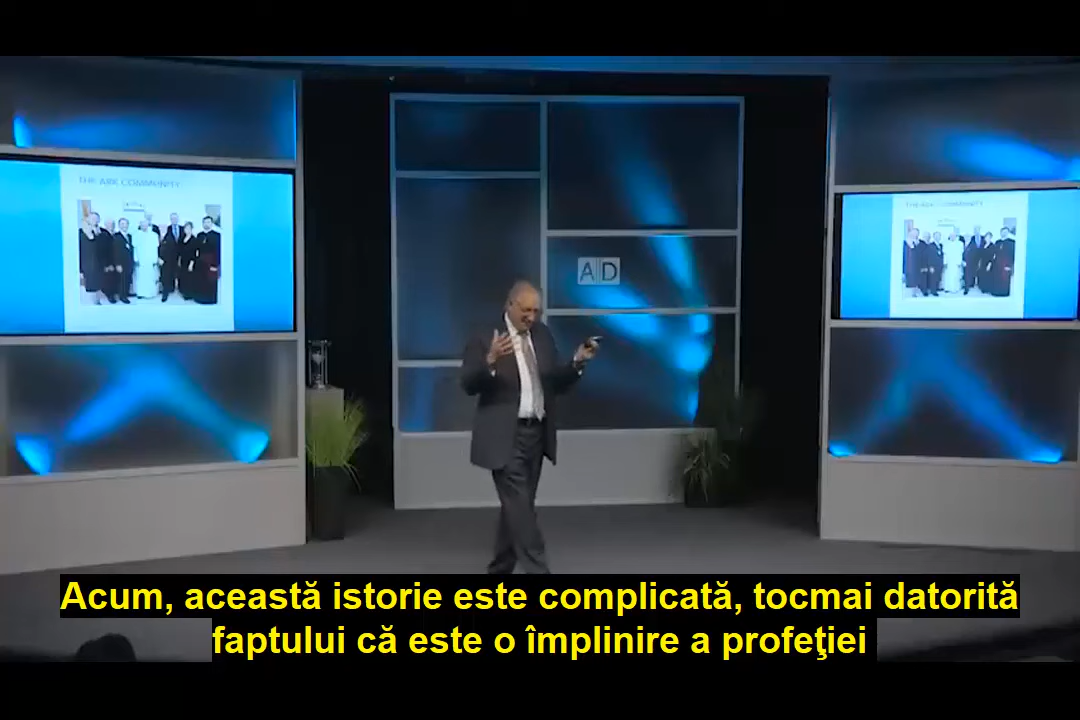 THE ARK COMMUNITY
THE ARK COMMUNITY
AD
Acum, această istorie este complicată, tocmai datorită
faptului că este o împlinire a profeţiei